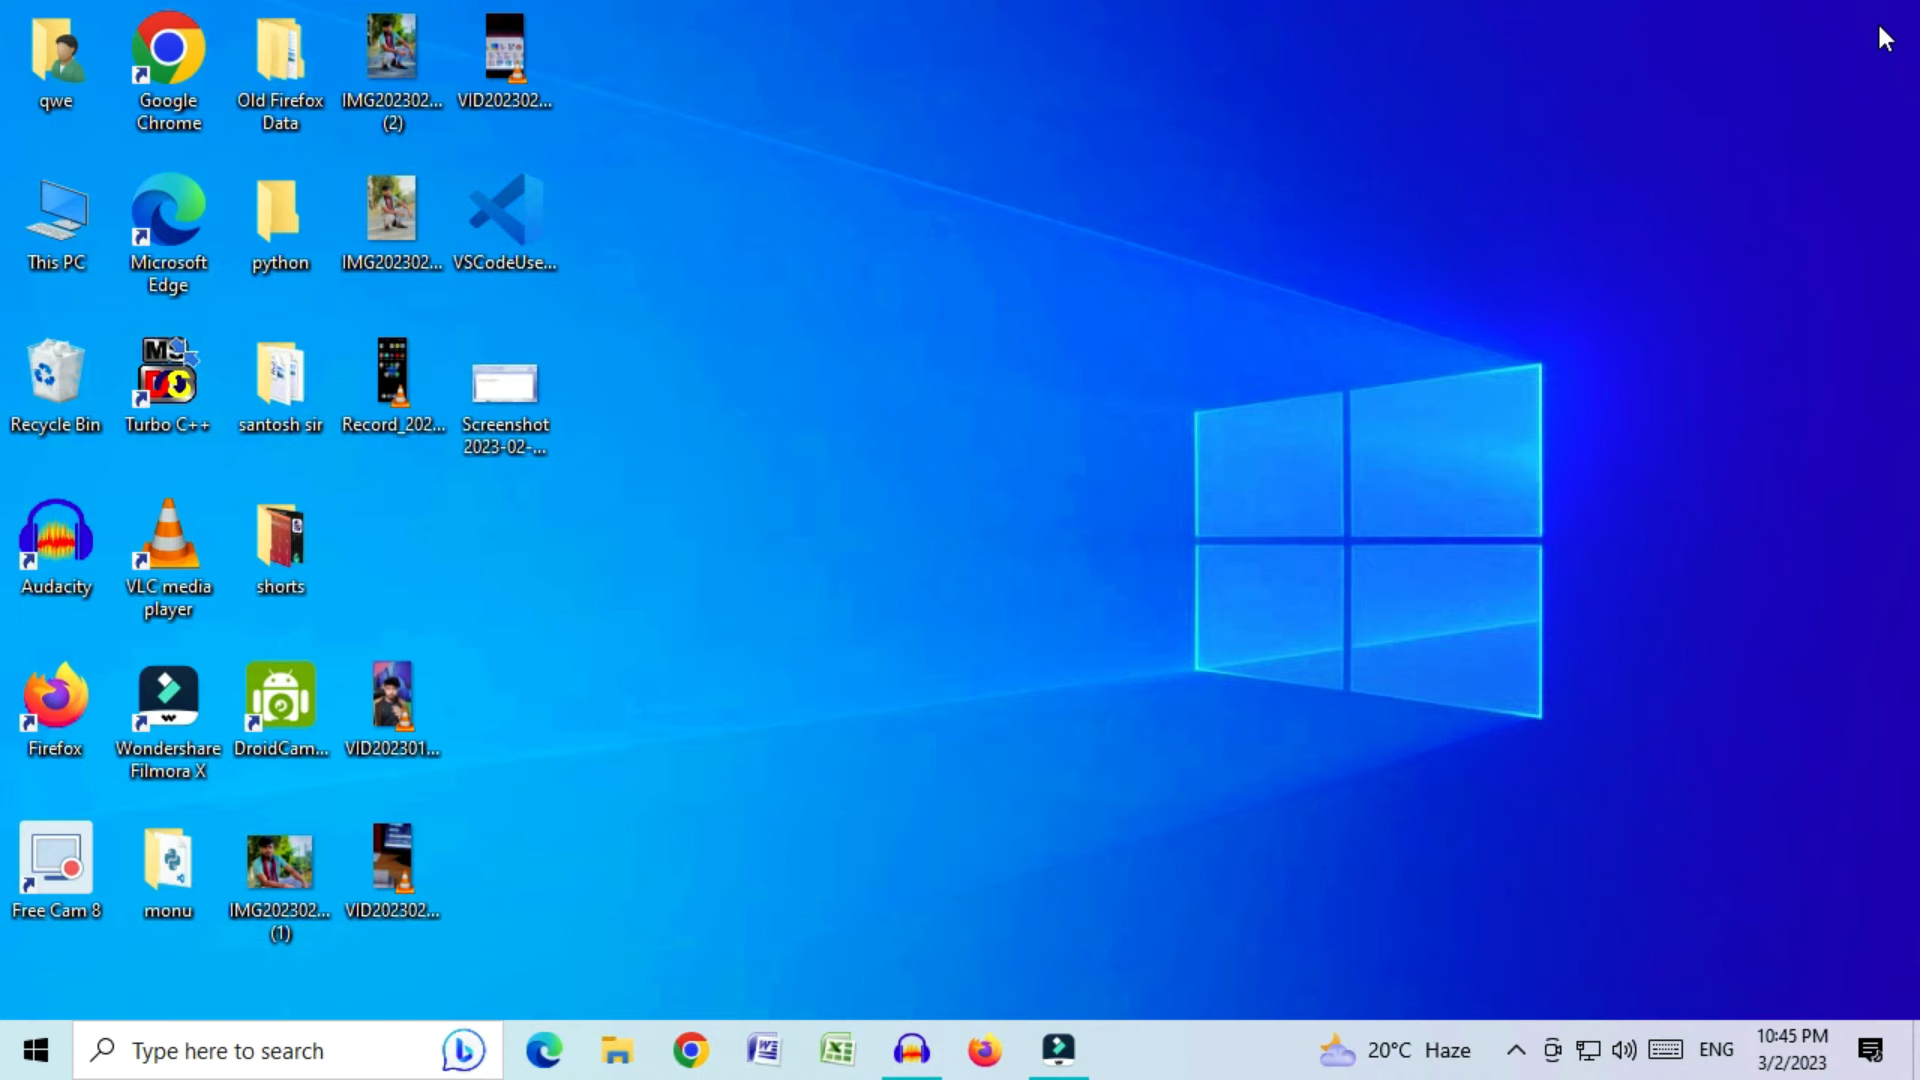 qwe
Google
Chrome
Old Firefox
Data
IMG202302...
(2)
VID202302...
This PC
Microsoft
Edge
python
IMG202302...
VSCodeUse...
Recycle Bin
Turbo C++
santosh sir
Record_202...
Screenshot
2023-02-...
Audacity
VLC media
player
shorts
Firefox
Wondershare
Filmora X
DroidCam...
VID202301...
Free Cam 8
monu
IMG202302...
(1)
VID202302...
Type here to search
20°C Haze
ENG
10:45 PM
3/2/2023